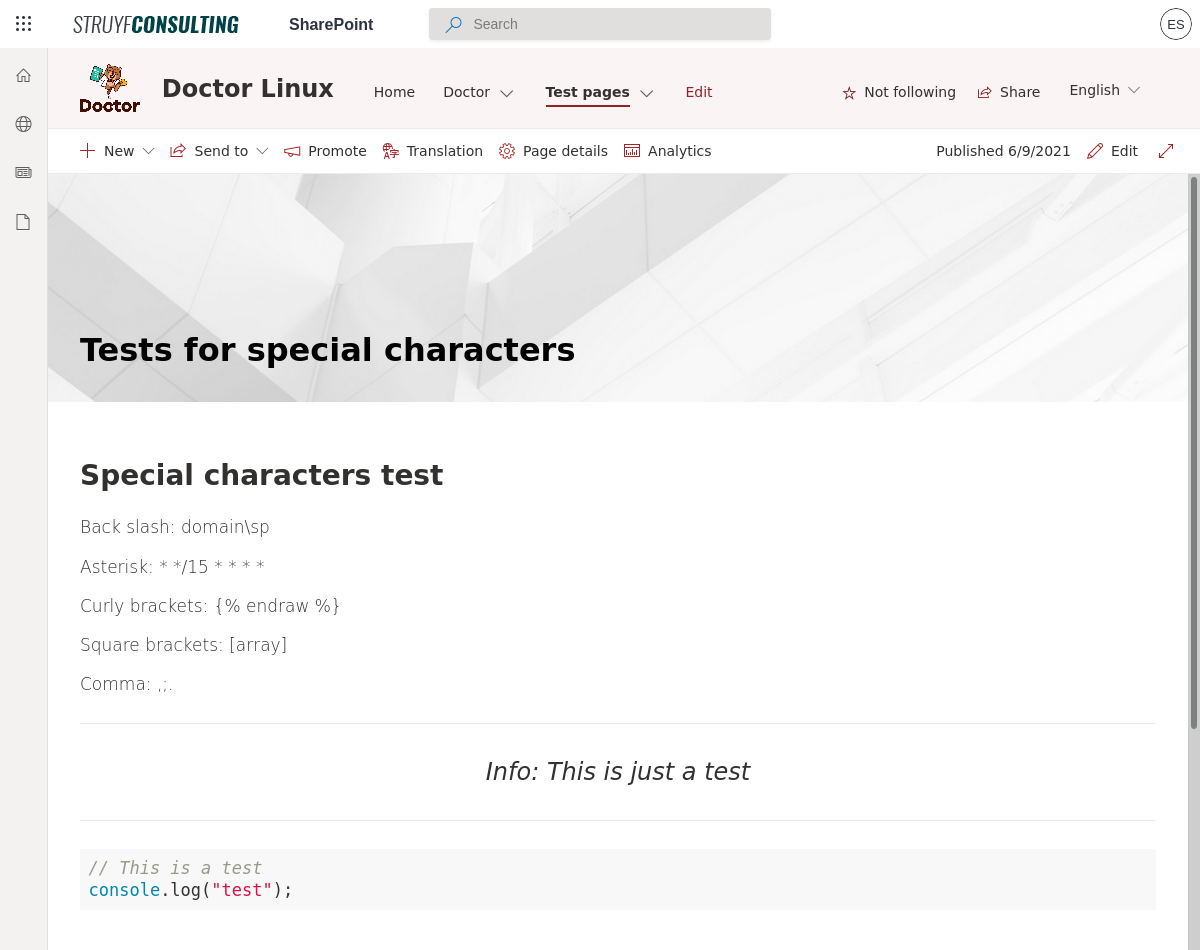 STRUYFCONSULTING SharePoint Search ES
Doctor Doctor Linux Home Doctor Test pages Edit Not following Share English
New Send to Promote Translation Page details Analytics Published 6/9/2021 Edit
Tests for special characters
Special characters test
Back slash: domain\sp
Asterisk: * */15 * * * *
Curly brackets: {% endraw %}
Square brackets: [array]
Comma: ,;.
Info: This is just a test
// This is a test
console.log("test");